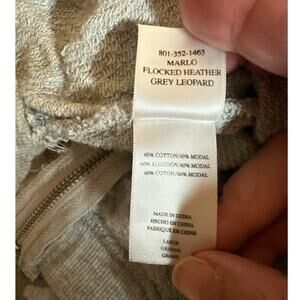 801-352-1463
MARLO
FLOCKED HEATHER
GREY LEOPARD
60% COTTON/40% MODAL
60% ALGODÓN/40% MODAL
60% COTON/40% MODAL
MADE IN CHINA
HECHO EN CHINA
FABRIQUE EN CHINE
LARGE
GRANDE
GRAND